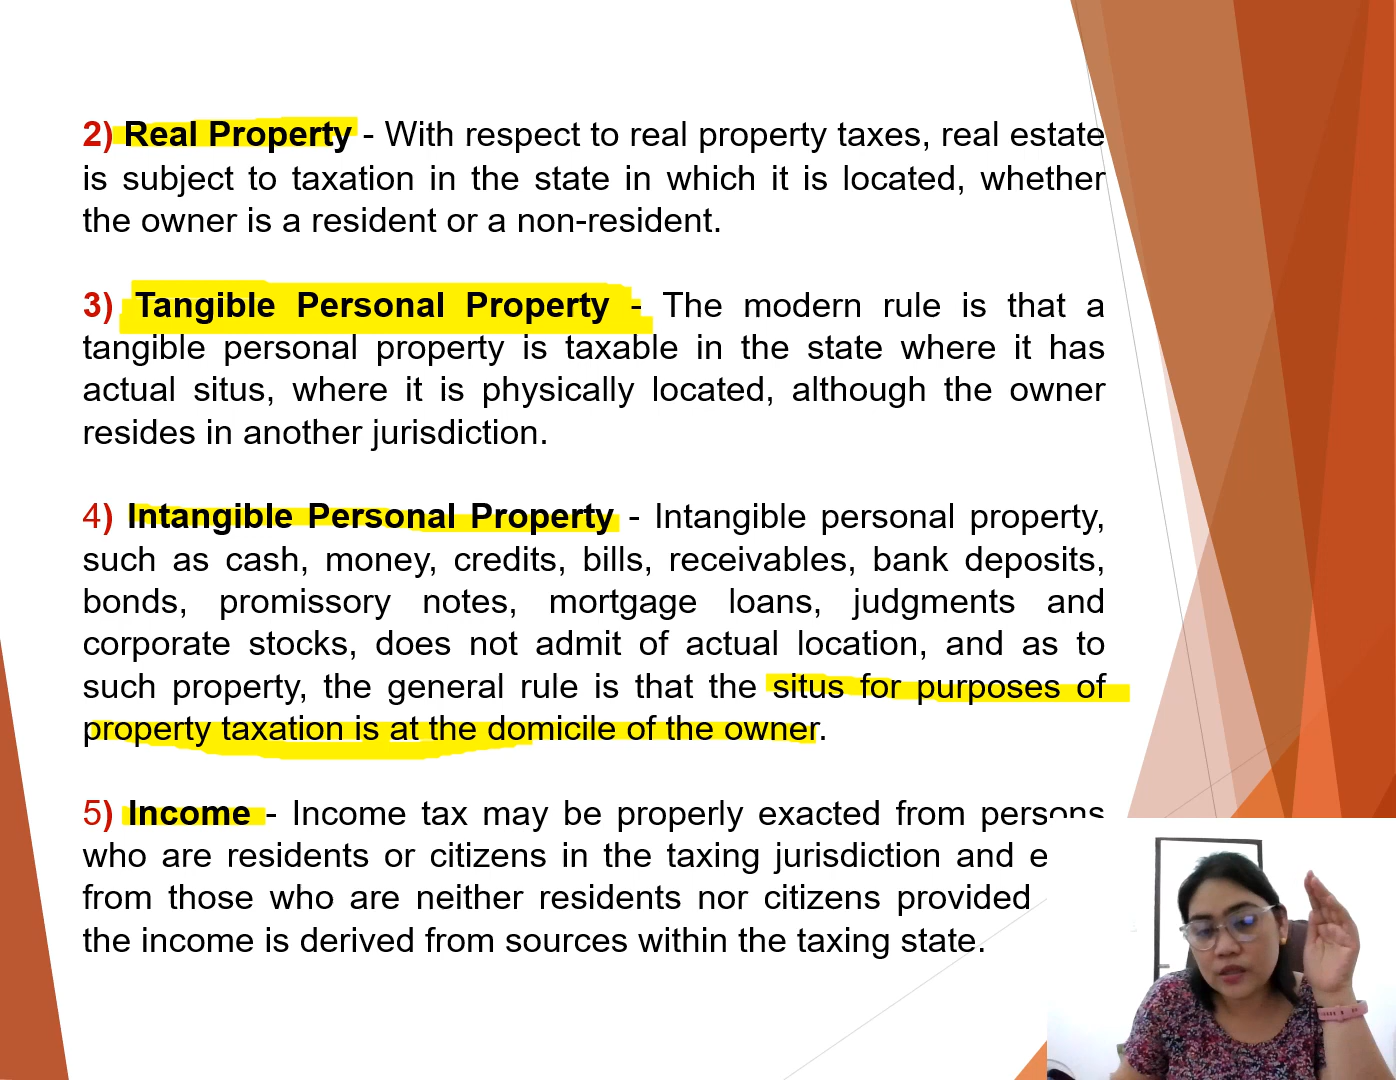 2) Real Property - With respect to real property taxes, real estate
is subject to taxation in the state in which it is located, whether
the owner is a resident or a non-resident.
3) Tangible Personal Property - The modern rule is that a
tangible personal property is taxable in the state where it has
actual situs, where it is physically located, although the owner
resides in another jurisdiction.
4) Intangible Personal Property - Intangible personal property,
such as cash, money, credits, bills, receivables, bank deposits,
bonds, promissory notes, mortgage loans, judgments and
corporate stocks, does not admit of actual location, and as to
such property, the general rule is that the situs for purposes of
property taxation is at the domicile of the owner.
5) Income - Income tax may be properly exacted from persons
who are residents or citizens in the taxing jurisdiction and e
from those who are neither residents nor citizens provided
the income is derived from sources within the taxing state.